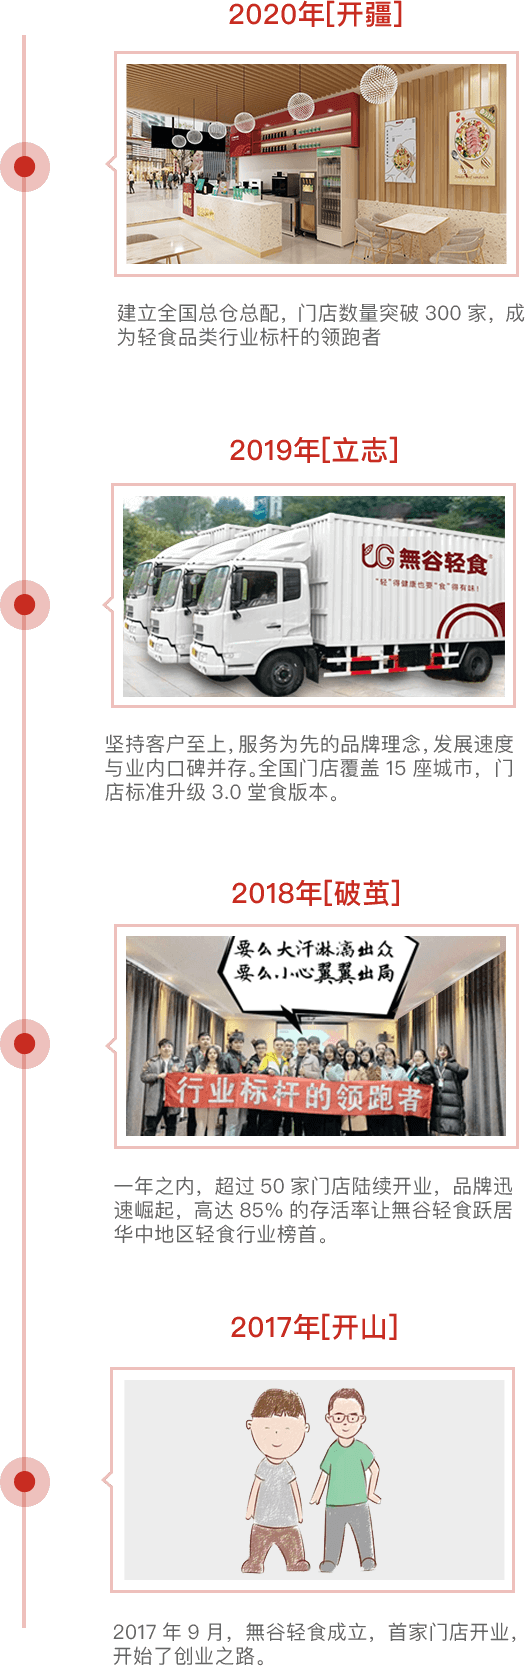 2020年[开疆]
建立全国总仓总配，门店数量突破 300 家，成
为轻食品类行业标杆的领跑者
2019年[立志]
UG 無谷轻食
“轻”得健康也要“食”得有味！
坚持客户至上，服务为先的品牌理念，发展速度
与业内口碑并存。全国门店覆盖 15 座城市，门
店标准升级 3.0 堂食版本。
2018年[破茧]
要么大汗淋漓出众
要么小心翼翼出局
行业标杆的领跑者
一年之内，超过 50 家门店陆续开业，品牌迅
速崛起，高达 85% 的存活率让無谷轻食跃居
华中地区轻食行业榜首。
2017年[开山]
2017 年 9 月，無谷轻食成立，首家门店开业，
开始了创业之路。